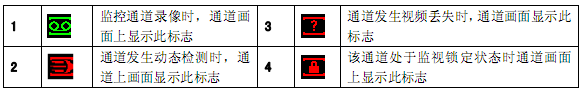 1
监控通道录像时，通道画
面上显示此标志
3
?
通道发生视频丢失时，通道画面显示此
标志
2
通道发生动态检测时，通
道上画面显示此标志
4
该通道处于监视锁定状态时通道画面
上显示此标志